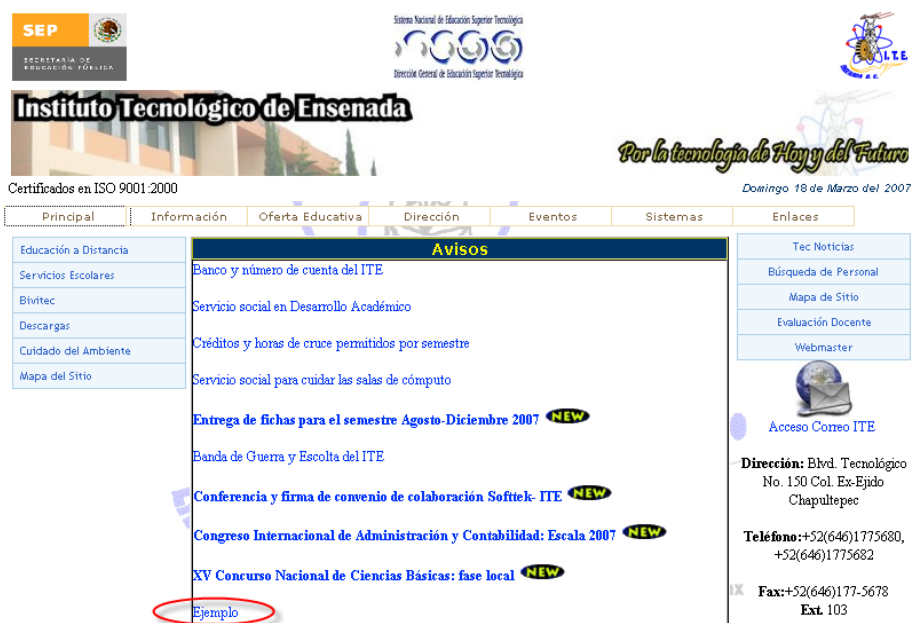 SEP
SECRETARÍA DE
EDUCACIÓN PÚBLICA
Sistema Nacional de Educación Superior Tecnológica
Dirección General de Educación Superior Tecnológica
I.T.E.
ENSENADA B. C.
Instituto Tecnológico de Ensenada
Por la tecnología de Hoy y del Futuro
Certificados en ISO 9001:2000
Domingo 18 de Marzo del 2007
Principal Información Oferta Educativa Dirección Eventos Sistemas Enlaces
Educación a Distancia
Servicios Escolares
Bivitec
Descargas
Cuidado del Ambiente
Mapa del Sitio
Avisos
Banco y número de cuenta del ITE
Servicio social en Desarrollo Académico
Créditos y horas de cruce permitidos por semestre
Servicio social para cuidar las salas de cómputo
Entrega de fichas para el semestre Agosto-Diciembre 2007 NEW
Banda de Guerra y Escolta del ITE
Conferencia y firma de convenio de colaboración Softtek- ITE NEW
Congreso Internacional de Administración y Contabilidad: Escala 2007 NEW
XV Concurso Nacional de Ciencias Básicas: fase local NEW
Ejemplo
Tec Noticias
Búsqueda de Personal
Mapa de Sitio
Evaluación Docente
Webmaster
Acceso Correo ITE
Dirección: Blvd. Tecnológico
No. 150 Col. Ex-Ejido
Chapultepec
Teléfono:+52(646)1775680,
+52(646)1775682
Fax:+52(646)177-5678
Ext. 103